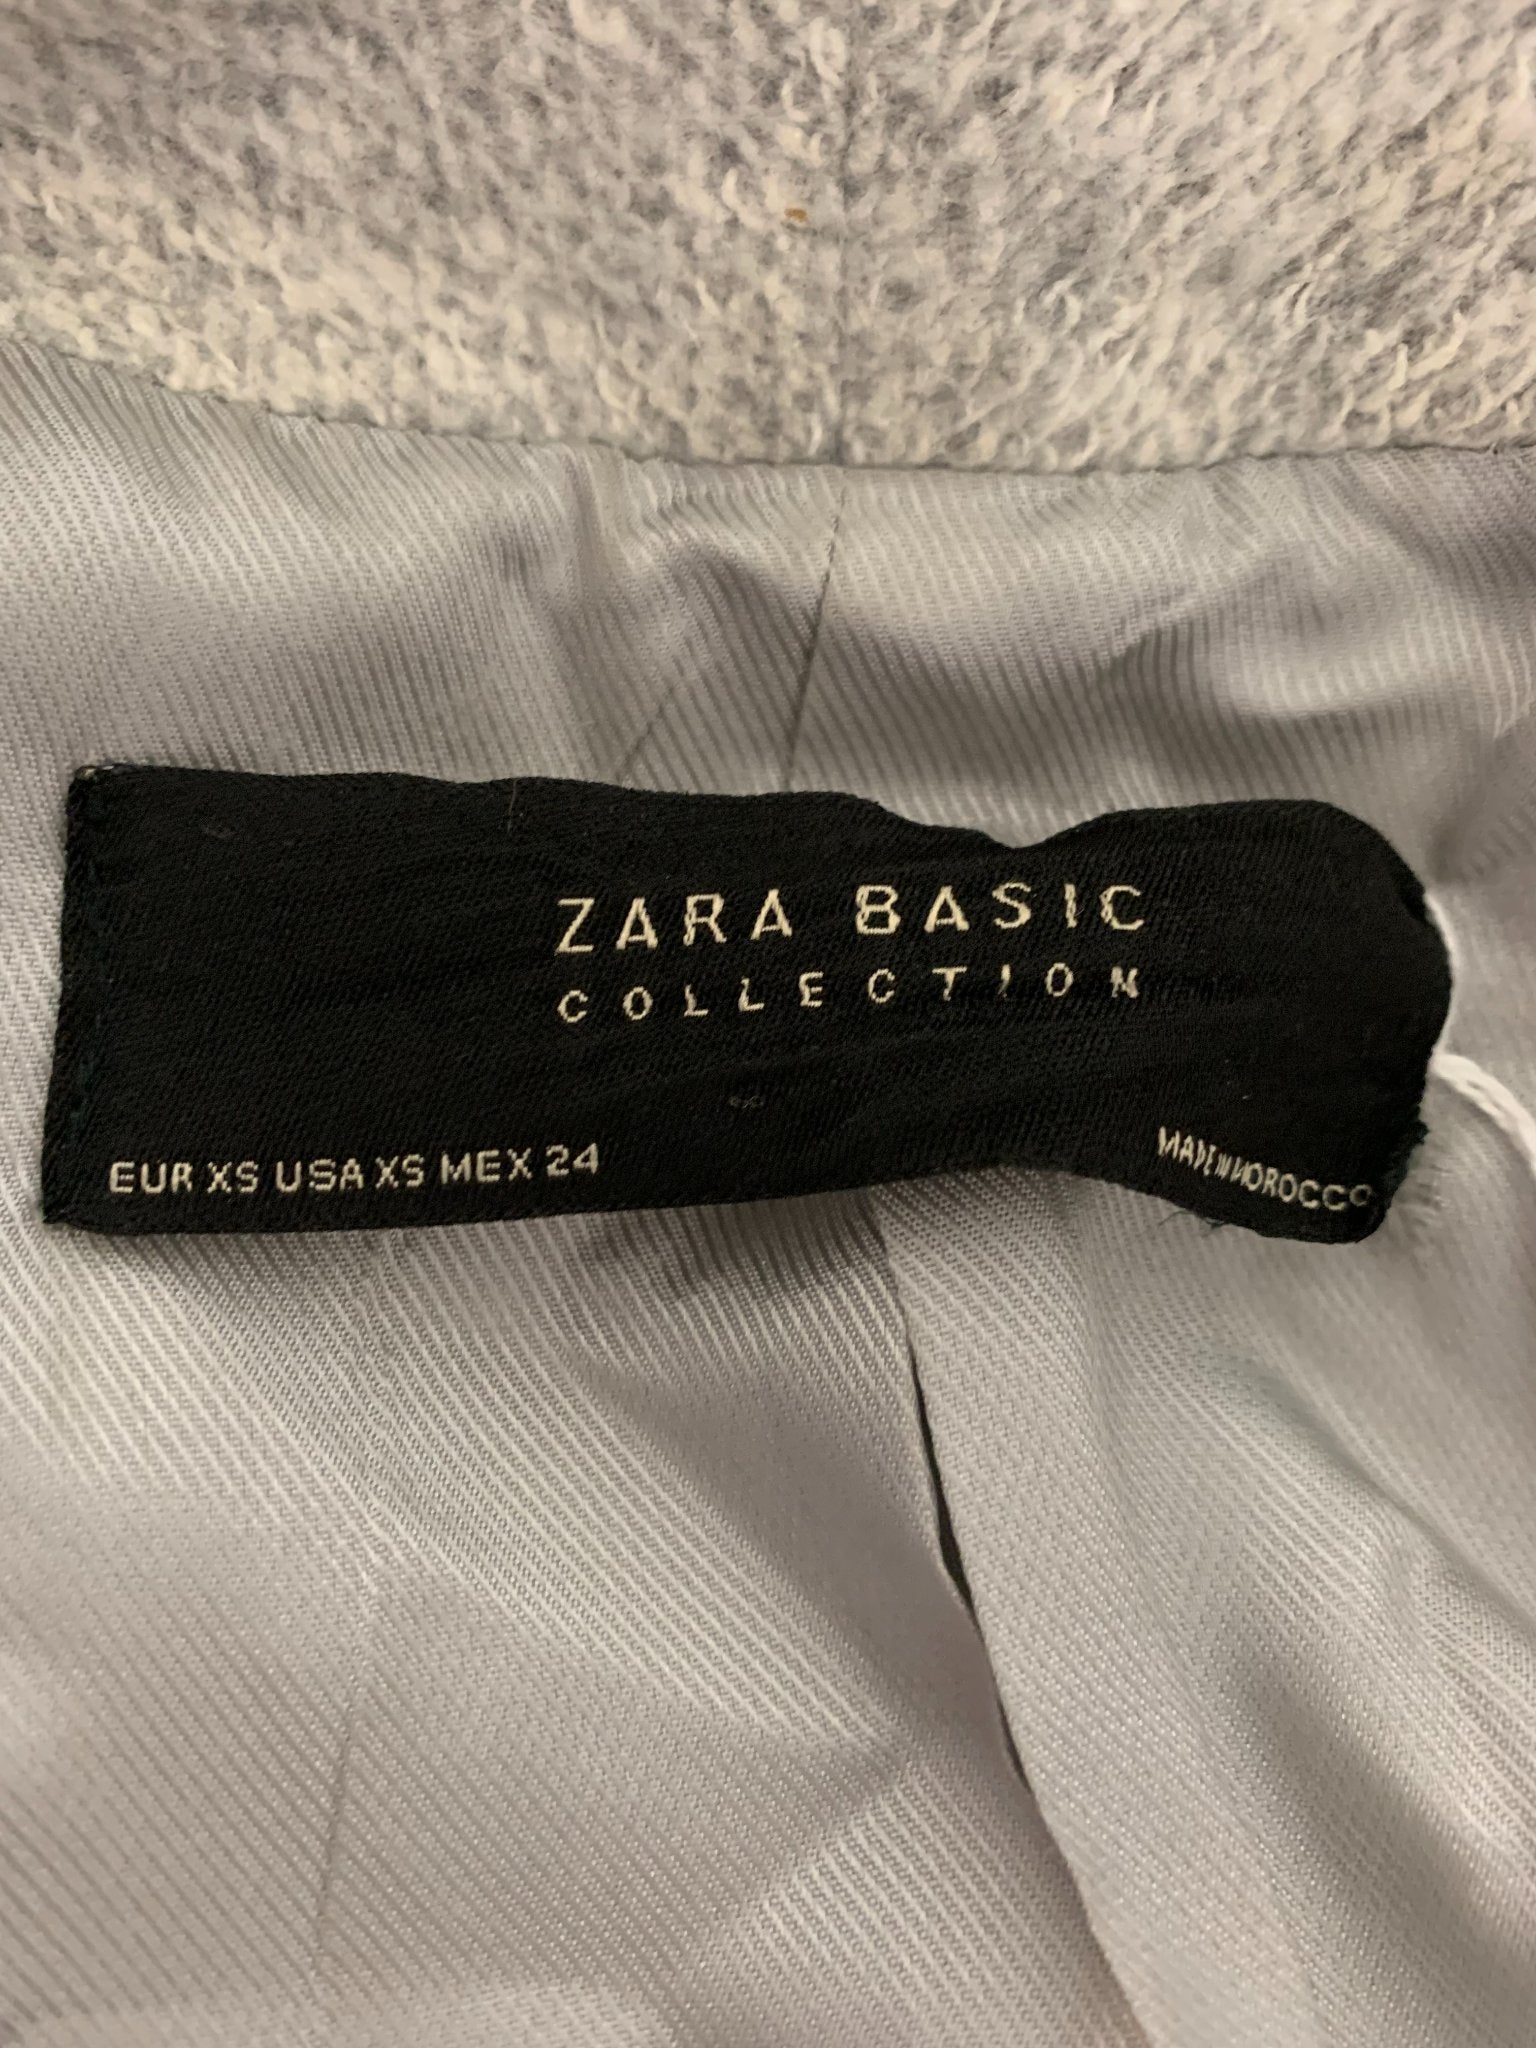 ZARA BASIC
COLLECTION
EUR XS USA XS MEX 24
MADE IN MOROCCO